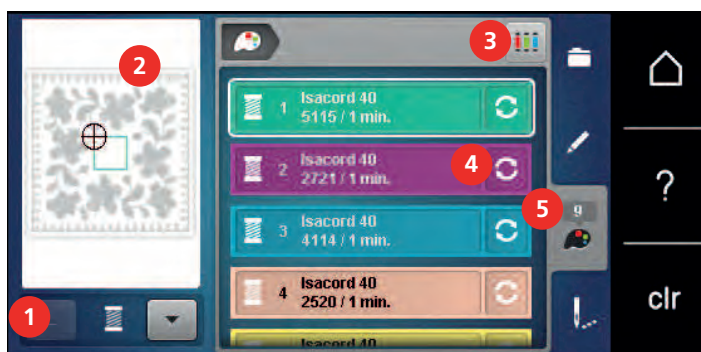 2
3
1 Isacord 40
5115 / 1 min.
2 Isacord 40
2721 / 1 min.
4
5
9
3 Isacord 40
4114 / 1 min.
4 Isacord 40
2520 / 1 min.
Isacord 40
1
?
clr